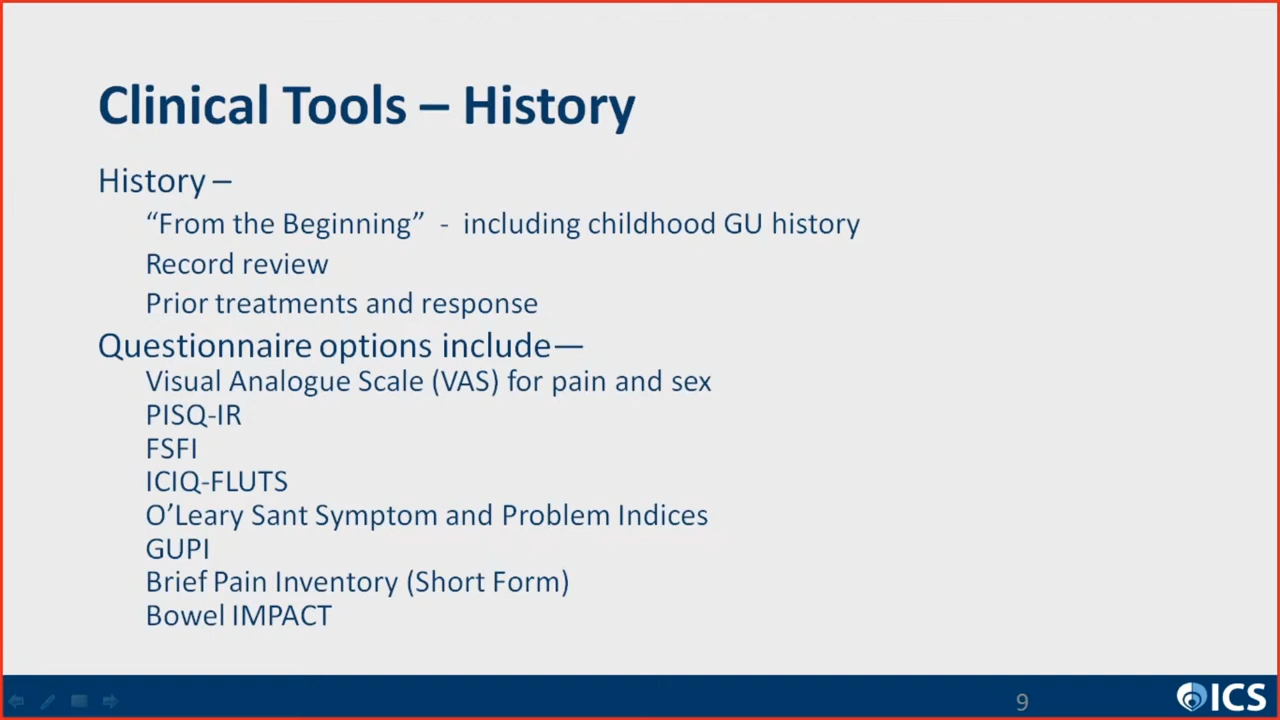 Clinical Tools – History
History –
“From the Beginning” - including childhood GU history
Record review
Prior treatments and response
Questionnaire options include—
Visual Analogue Scale (VAS) for pain and sex
PISQ-IR
FSFI
ICIQ-FLUTS
O’Leary Sant Symptom and Problem Indices
GUPI
Brief Pain Inventory (Short Form)
Bowel IMPACT
9
ICS